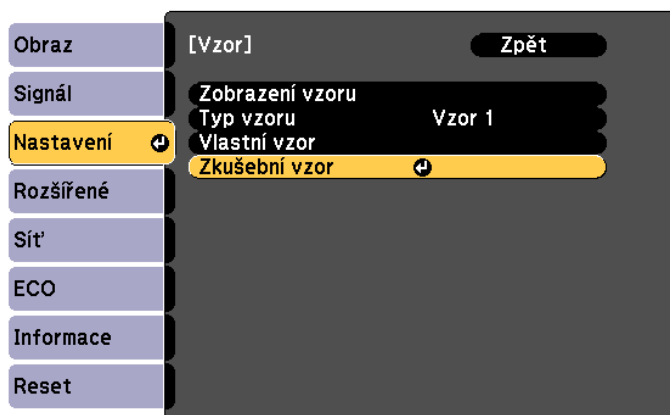 Obraz
Signál
Nastavení
Rozšířené
Síť
ECO
Informace
Reset
[Vzor] Zpět
Zobrazení vzoru
Typ vzoru Vzor 1
Vlastní vzor
Zkušební vzor